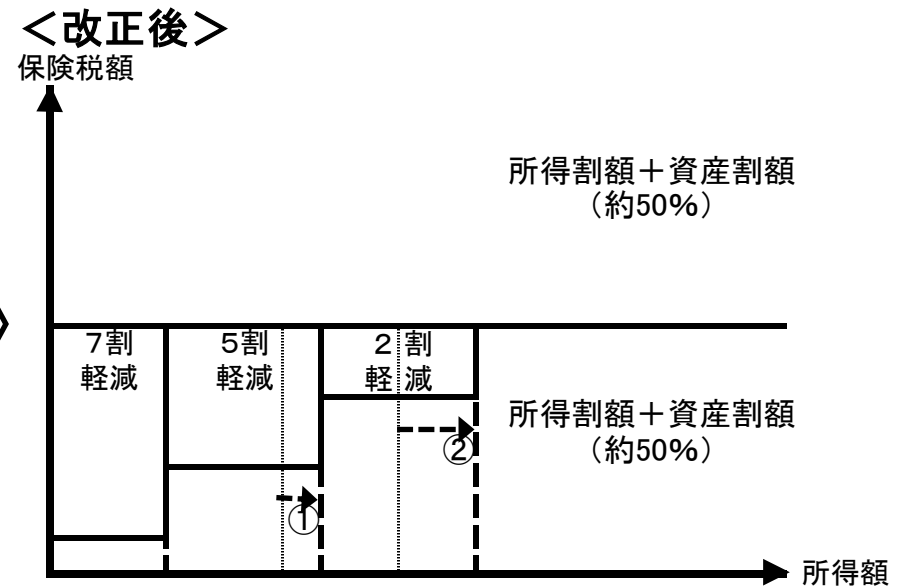 ＜改正後＞
保険税額
所得割額＋資産割額
（約50%）
7割
軽減
5割
軽減
2割
軽減
所得割額＋資産割額
（約50%）
②
①
所得額